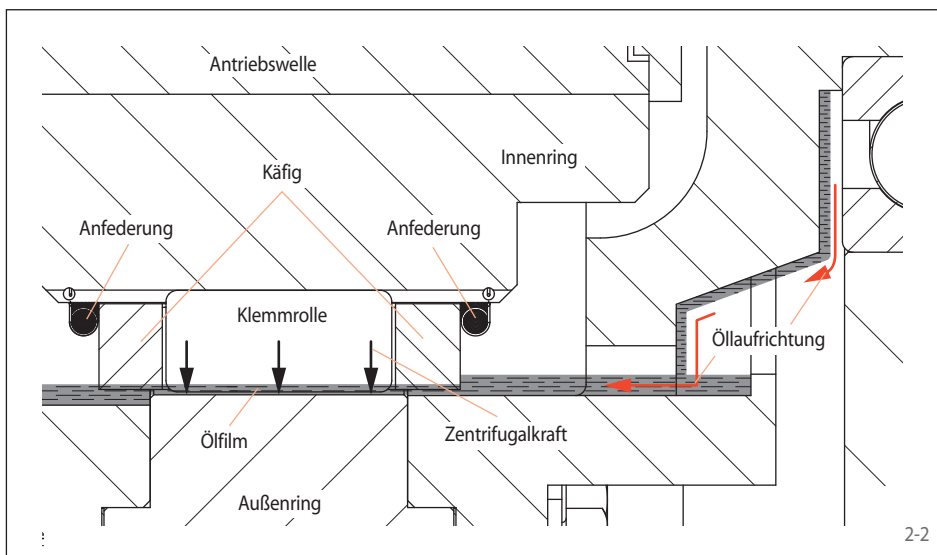 Antriebswelle
Innenring
Käfig
Anfederung
Anfederung
Klemmrolle
Öllaufrichtung
Ölfilm
Zentrifugalkraft
Außenring
2-2